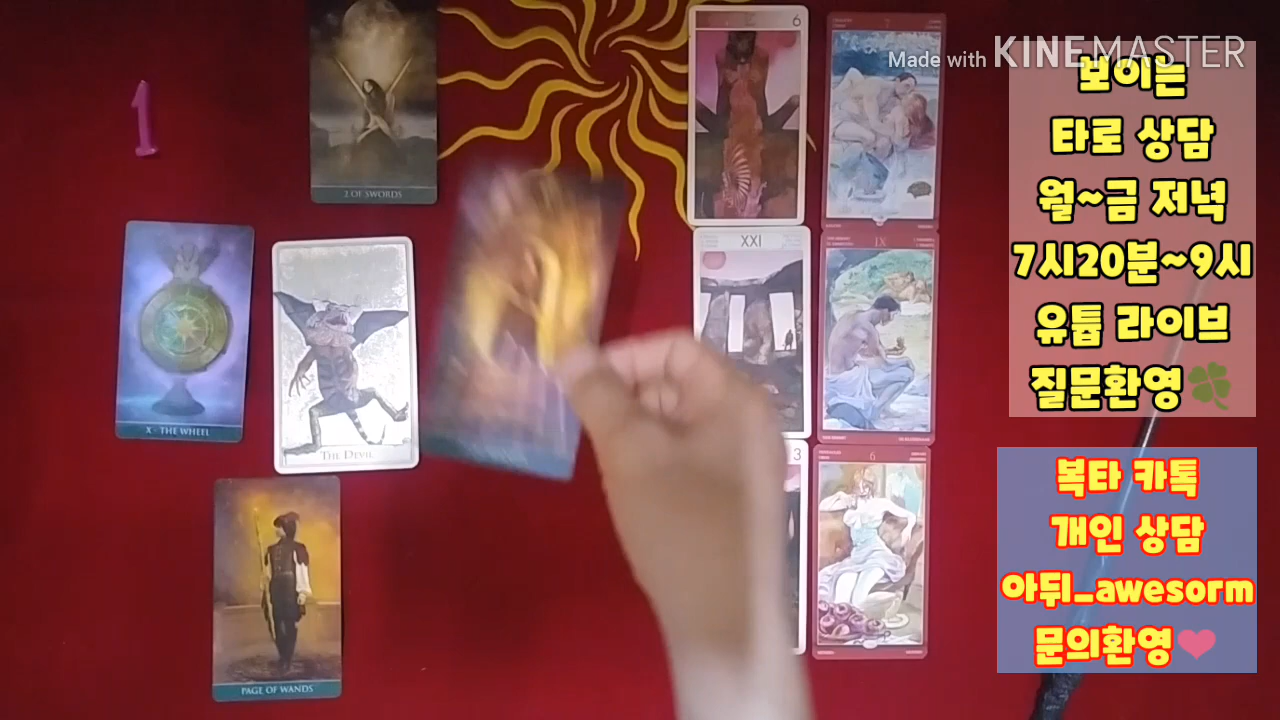 Made with KINEMASTER
1
2 OF SWORDS
X - THE WHEEL
THE DEVIL
PAGE OF WANDS
6
XXI
3
2
IX
6
보이는
타로 상담
월~금 저녁
7시20분~9시
유튭 라이브
질문환영🍀
복타 카톡
개인 상담
아뒤_awesorm
문의환영❤